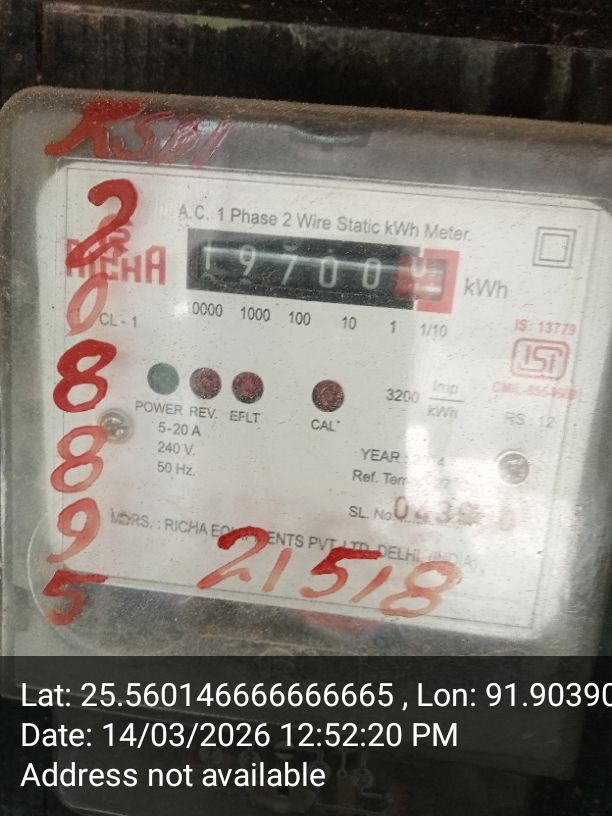 A.C. 1 Phase 2 Wire Static kWh Meter.
RICHA
19700
kWh
CL - 1
10000 1000 100 10 1 1/10
IS: 13779
ISI
POWER REV. EFLT CAL
3200 Imp/kWh
RS : 12
5-20 A
240 V.
50 Hz.
YEAR
Ref.
SL. No.
MFRS. : RICHA EQUIPMENTS PVT. LTD. DELHI, (INDIA)
2
0
8
8
9
5
21518
Lat: 25.560146666666665 , Lon: 91.90390
Date: 14/03/2026 12:52:20 PM
Address not available